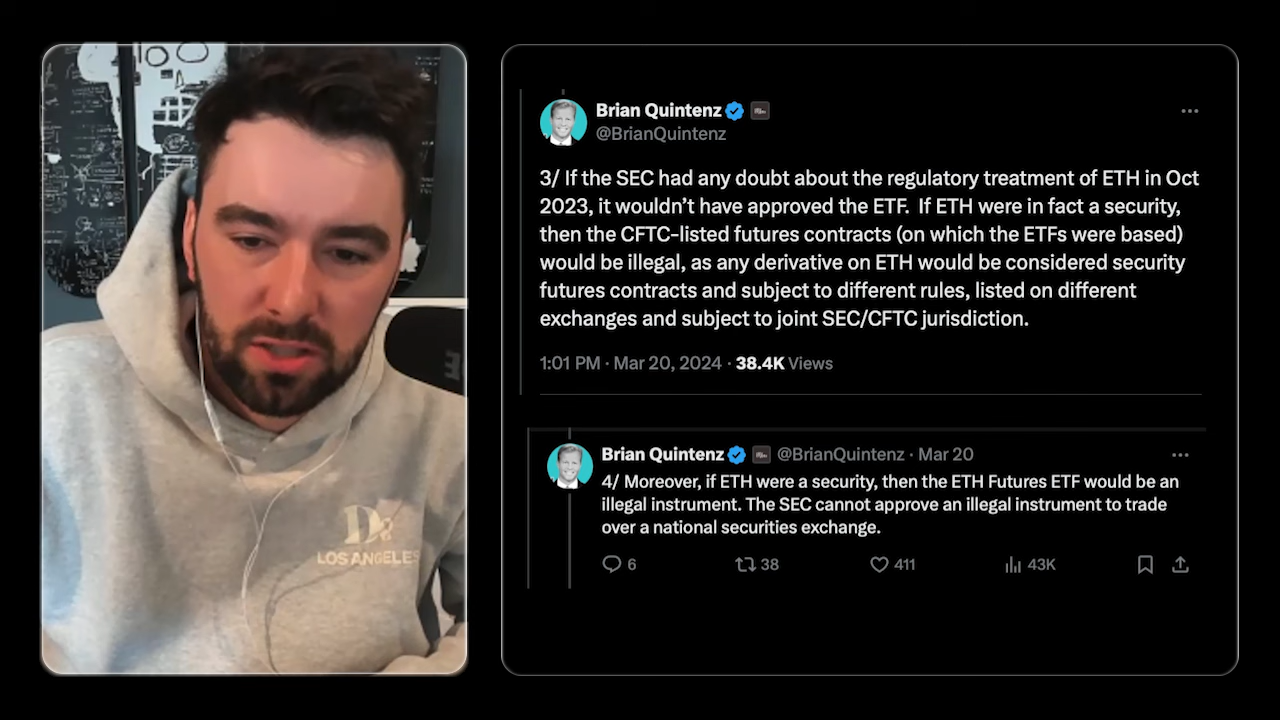 Brian Quintenz
@BrianQuintenz
3/ If the SEC had any doubt about the regulatory treatment of ETH in Oct
2023, it wouldn’t have approved the ETF.  If ETH were in fact a security,
then the CFTC-listed futures contracts (on which the ETFs were based)
would be illegal, as any derivative on ETH would be considered security
futures contracts and subject to different rules, listed on different
exchanges and subject to joint SEC/CFTC jurisdiction.
1:01 PM · Mar 20, 2024 · 38.4K Views
Brian Quintenz @BrianQuintenz · Mar 20
4/ Moreover, if ETH were a security, then the ETH Futures ETF would be an
illegal instrument. The SEC cannot approve an illegal instrument to trade
over a national securities exchange.
6 38 411 43K
LOS ANGELES